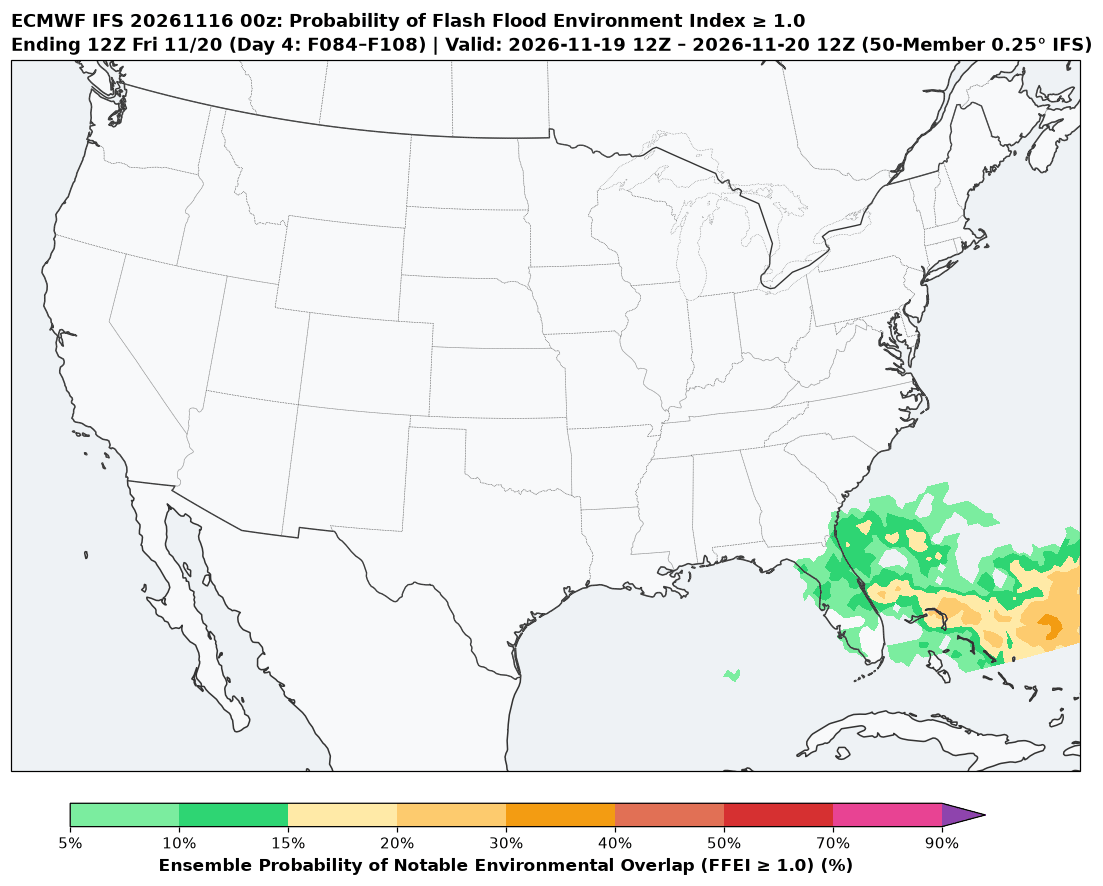 ECMWF IFS 20261116 00z: Probability of Flash Flood Environment Index ≥ 1.0
Ending 12Z Fri 11/20 (Day 4: F084–F108) | Valid: 2026-11-19 12Z – 2026-11-20 12Z (50-Member 0.25° IFS)
5% 10% 15% 20% 30% 40% 50% 70% 90%
Ensemble Probability of Notable Environmental Overlap (FFEI ≥ 1.0) (%)